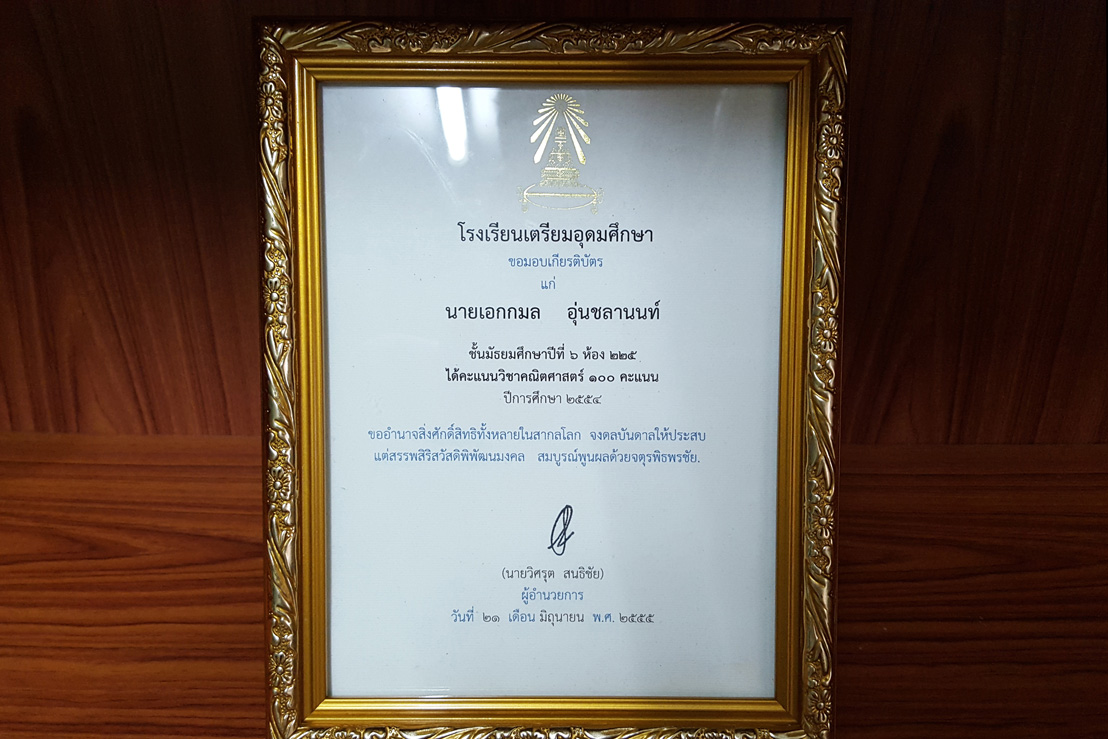 โรงเรียนเตรียมอุดมศึกษา
ขอมอบเกียรติบัตร
แก่
นายเอกกมล อุ่นชลานนท์
ชั้นมัธยมศึกษาปีที่ ๖ ห้อง ๒๒๕
ได้คะแนนวิชาคณิตศาสตร์ ๑๐๐ คะแนน
ปีการศึกษา ๒๕๕๔
ขออำนาจสิ่งศักดิ์สิทธิทั้งหลายในสากลโลก จงดลบันดาลให้ประสบ
แต่สรรพสิริสวัสดิพิพัฒนมงคล สมบูรณ์พูนผลด้วยจตุรพิธพรชัย.
(นายวิศรุต สนธิชัย)
ผู้อำนวยการ
วันที่ ๒๑ เดือน มิถุนายน พ.ศ. ๒๕๕๕